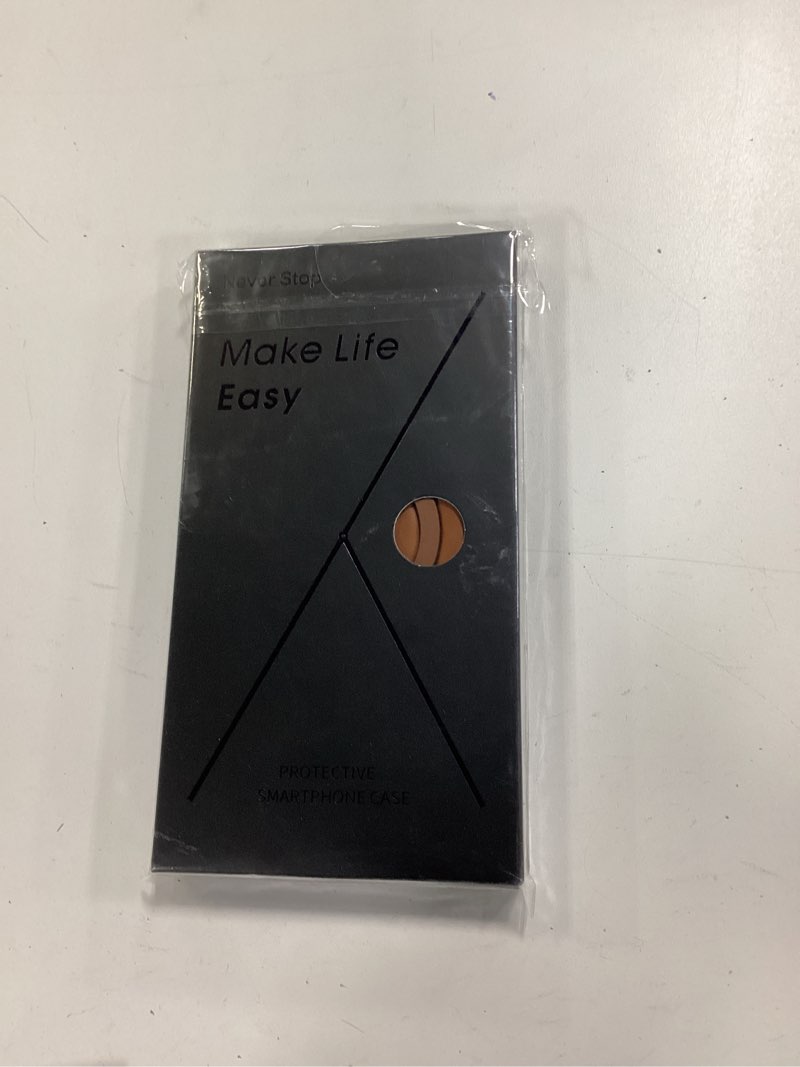 Never Stop
Make Life
Easy
PROTECTIVE
SMARTPHONE CASE